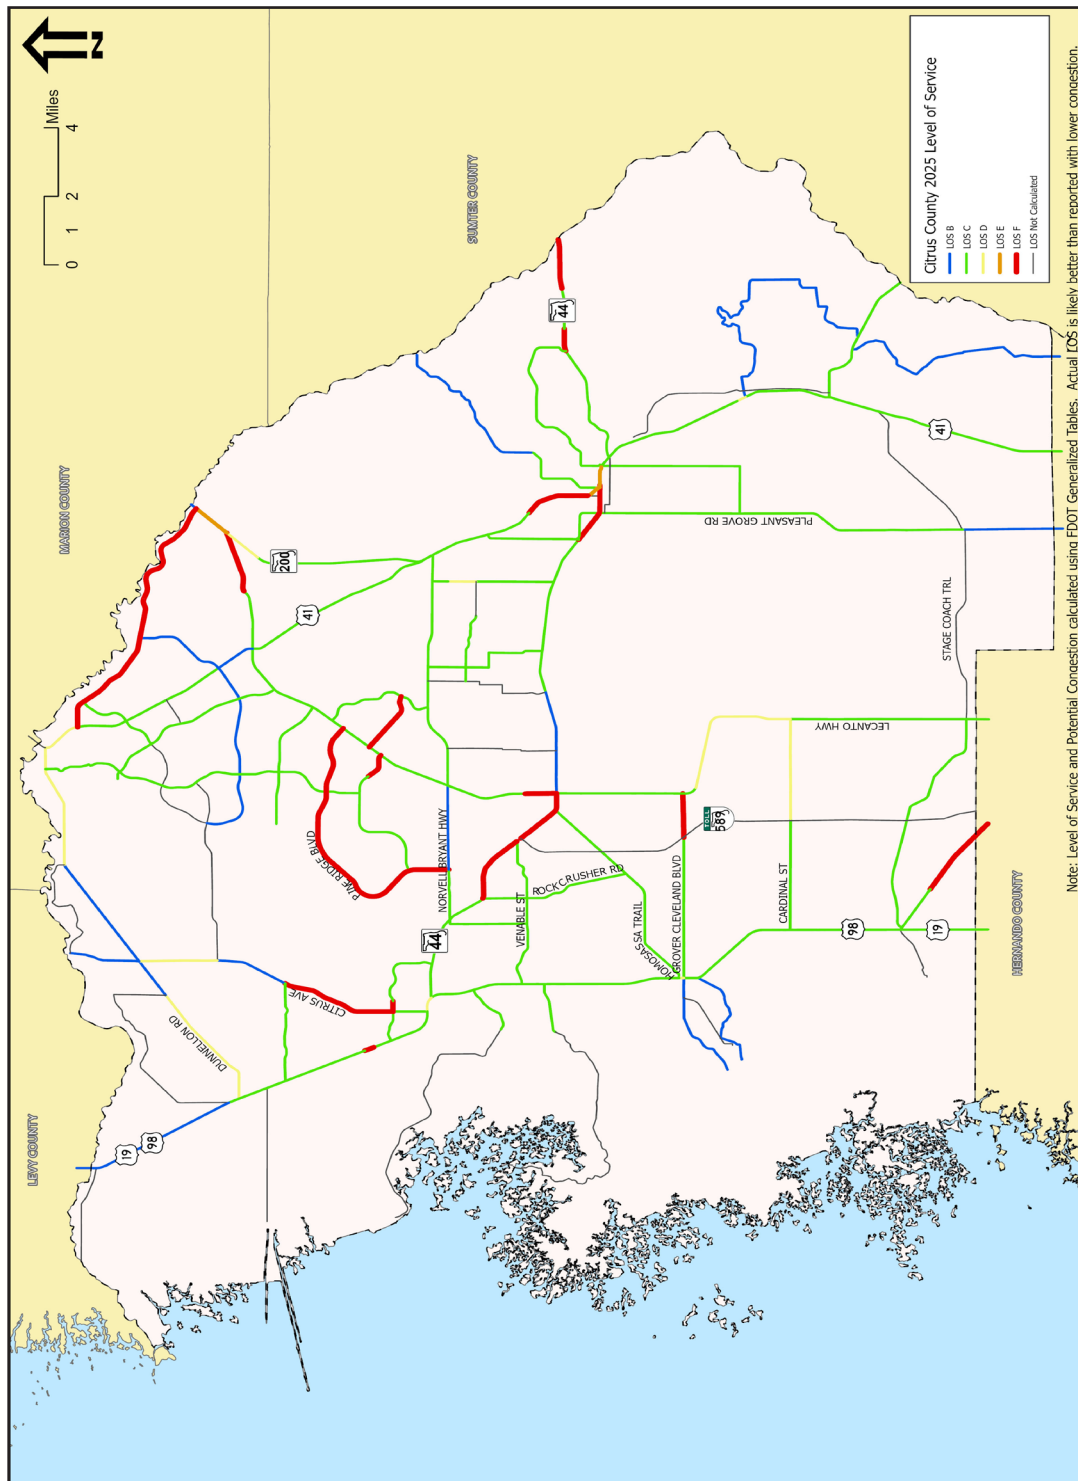 N
Miles
0 1 2 4
LEVY COUNTY
MARION COUNTY
SUMTER COUNTY
HERNANDO COUNTY
19
98
DUNNELLON RD
CITRUS AVE
PINE RIDGE BLVD
41
200
44
NORVELL BRYANT HWY
VENABLE ST
ROCK CRUSHER RD
HOMOSASSA TRAIL
GROVER CLEVELAND BLVD
CARDINAL ST
98
19
TOLL
589
LECANTO HWY
STAGE COACH TRL
PLEASANT GROVE RD
44
41
Citrus County 2025 Level of Service
LOS B
LOS C
LOS D
LOS E
LOS F
LOS Not Calculated
Note: Level of Service and Potential Congestion calculated using FDOT Generalized Tables. Actual LOS is likely better than reported with lower congestion.